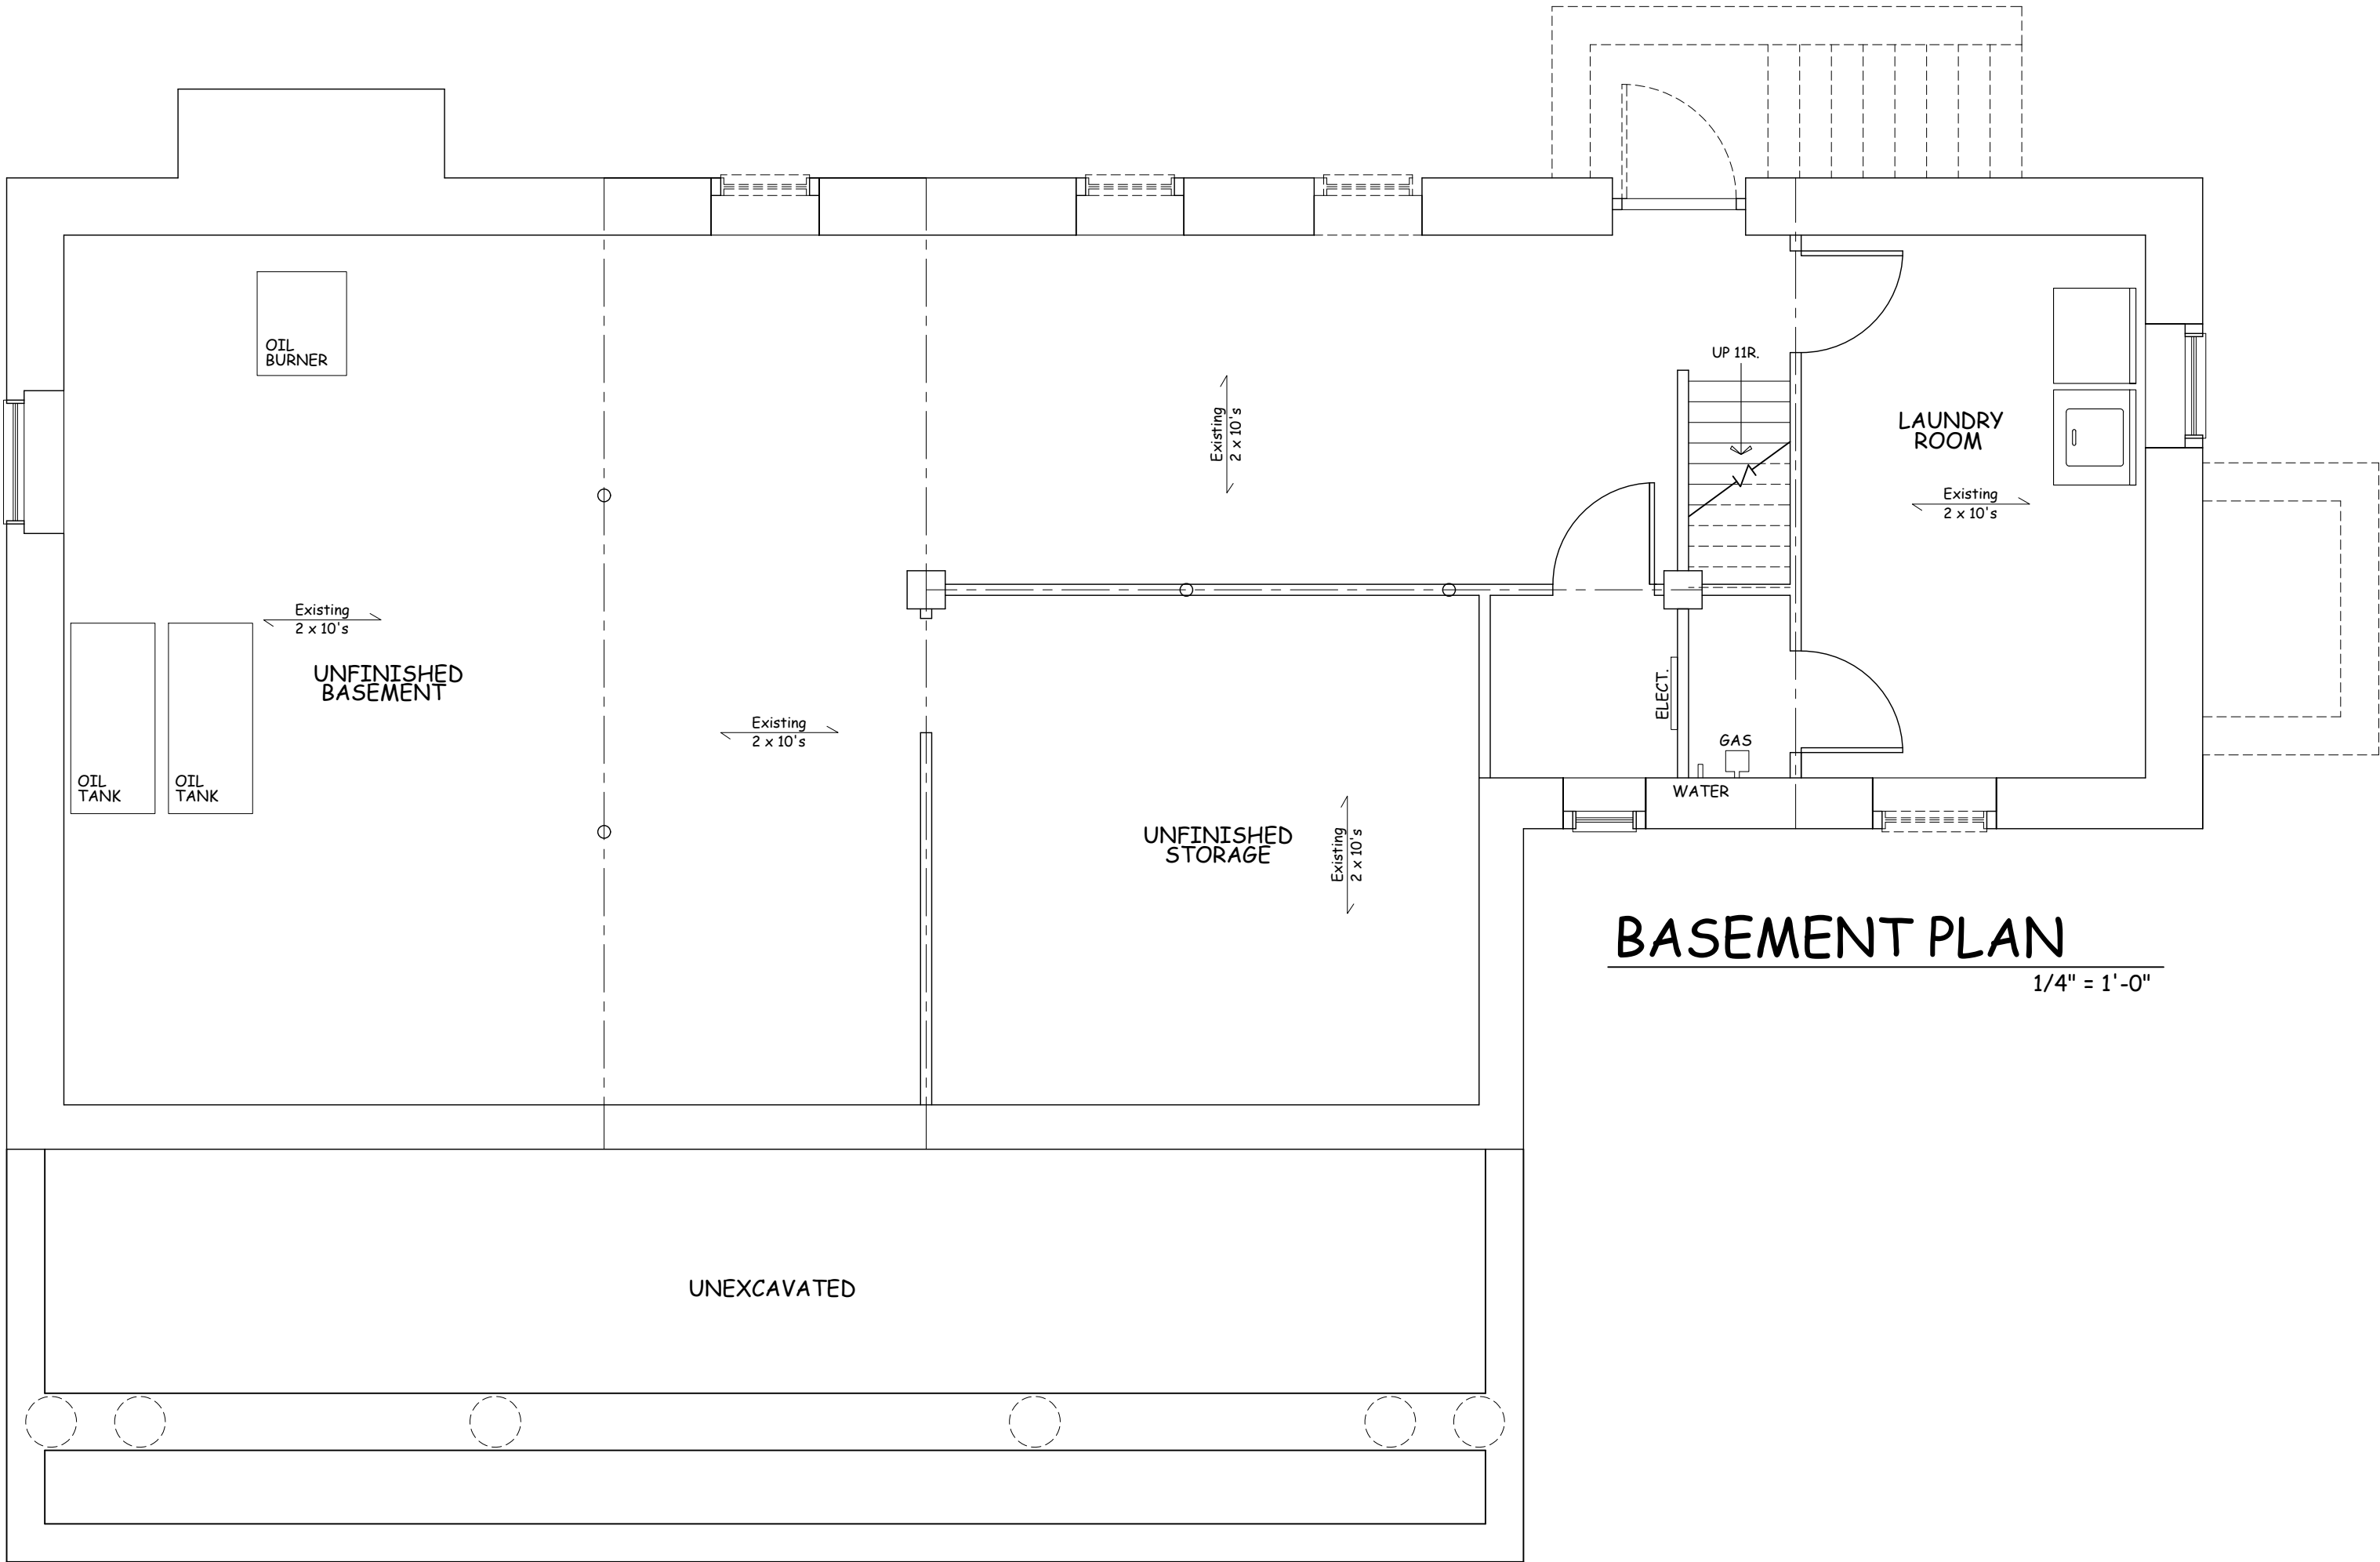 OIL
BURNER
UP 11R.
Existing
2 x 10's
LAUNDRY
ROOM
Existing
2 x 10's
Existing
2 x 10's
UNFINISHED
BASEMENT
OIL
TANK
OIL
TANK
Existing
2 x 10's
ELECT.
GAS
WATER
UNFINISHED
STORAGE
Existing
2 x 10's
BASEMENT PLAN
1/4" = 1'-0"
UNEXCAVATED